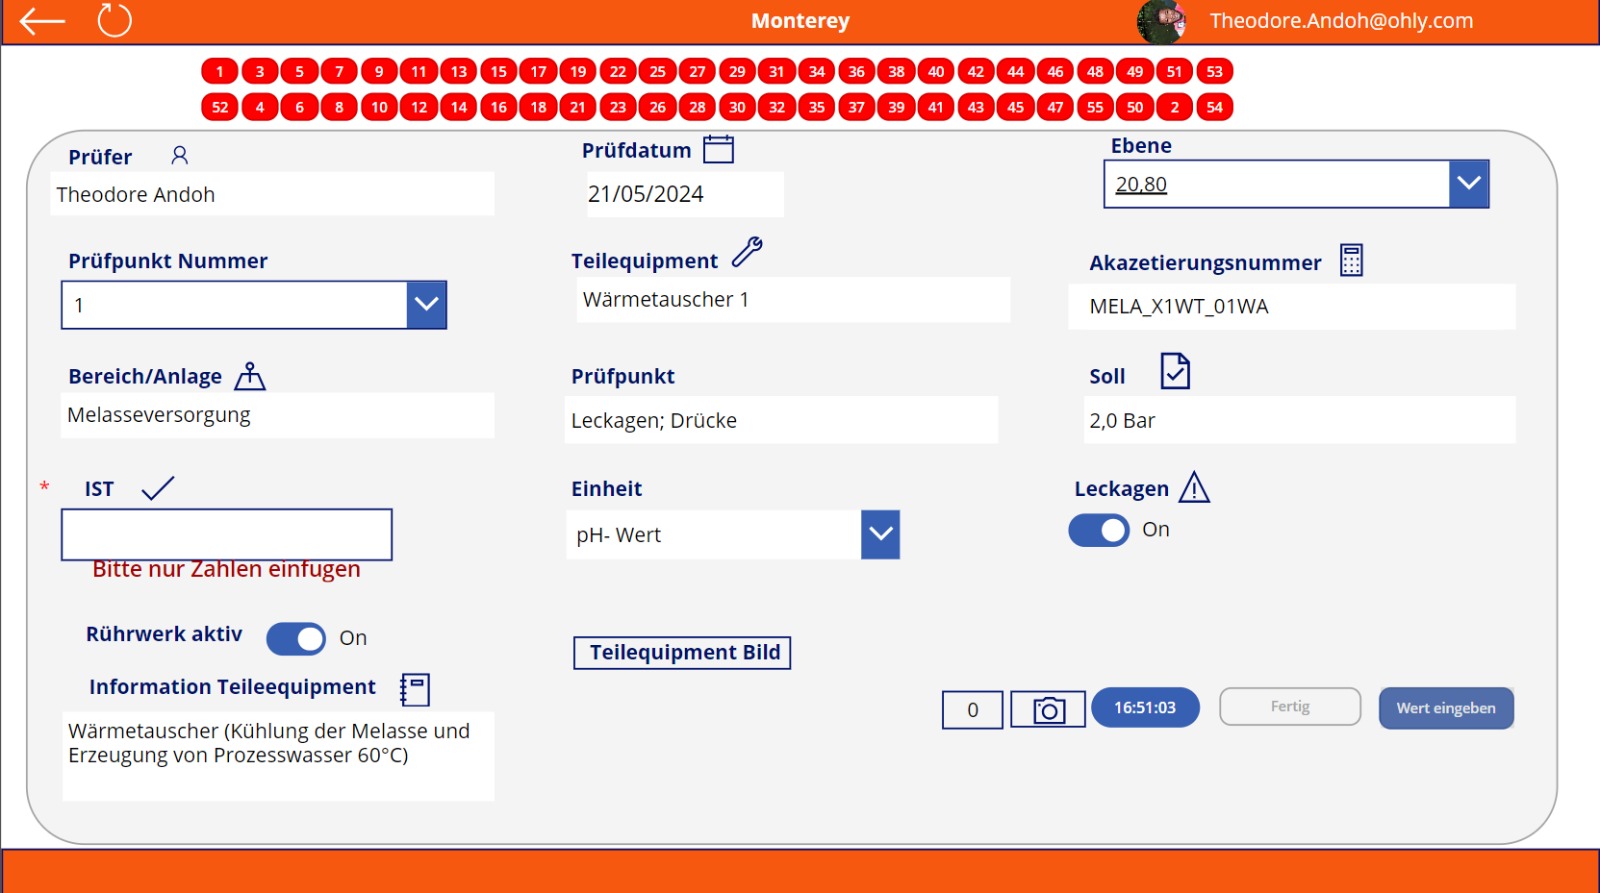 Monterey
Theodore.Andoh@ohly.com
1 3 5 7 9 11 13 15 17 19 22 25 27 29 31 34 36 38 40 42 44 46 48 49 51 53
52 4 6 8 10 12 14 16 18 21 23 26 28 30 32 35 37 39 41 43 45 47 55 50 2 54
Prüfer
Prüfdatum
Ebene
Theodore Andoh
21/05/2024
20,80
Prüfpunkt Nummer
Teilequipment
Akazetierungsnummer
1
Wärmetauscher 1
MELA_X1WT_01WA
Bereich/Anlage
Prüfpunkt
Soll
Melasseversorgung
Leckagen; Drücke
2,0 Bar
* IST
Einheit
Leckagen
pH- Wert
On
Bitte nur Zahlen einfugen
Rührwerk aktiv
On
Teilequipment Bild
Information Teileequipment
0
16:51:03
Fertig
Wert eingeben
Wärmetauscher (Kühlung der Melasse und
Erzeugung von Prozesswasser 60°C)